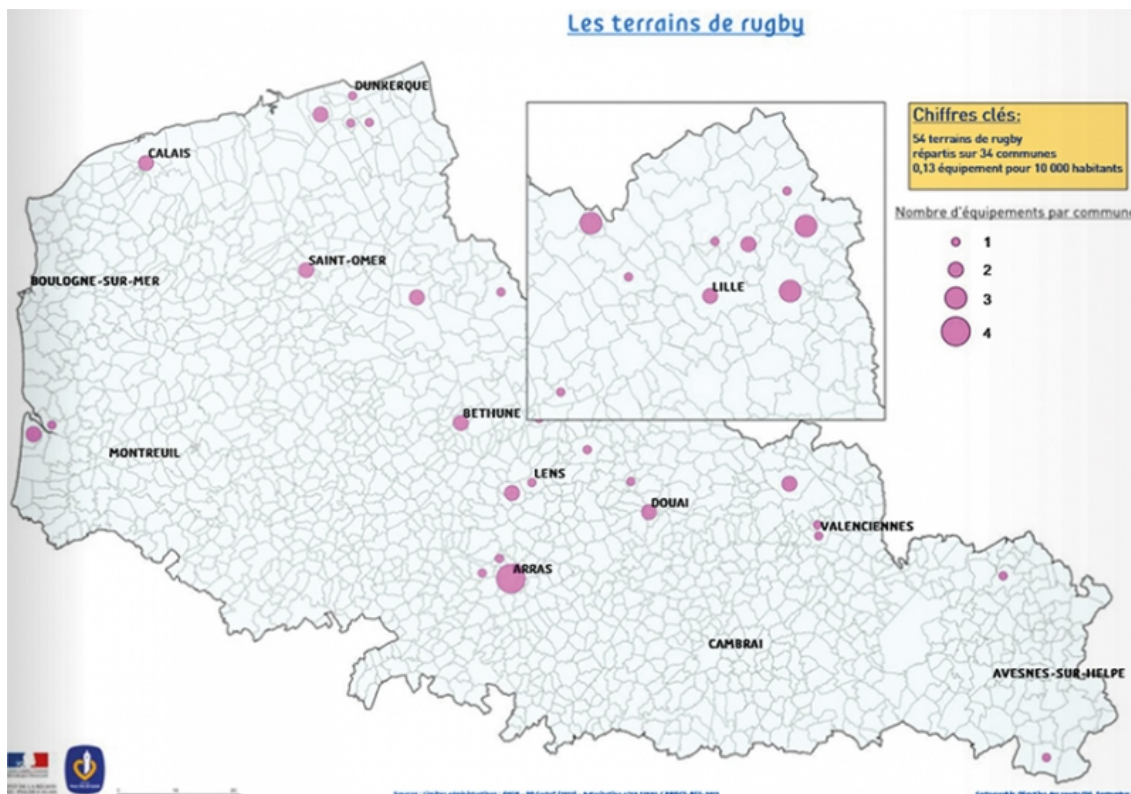 Les terrains de rugby
DUNKERQUE
Chiffres clés:
54 terrains de rugby
répartis sur 34 communes
0,13 équipement pour 10 000 habitants
CALAIS
Nombre d'équipements par commune
1
2
3
4
SAINT-OMER
BOULOGNE-SUR-MER
LILLE
BETHUNE
MONTREUIL
LENS
DOUAI
VALENCIENNES
ARRAS
CAMBRAI
AVESNES-SUR-HELPE